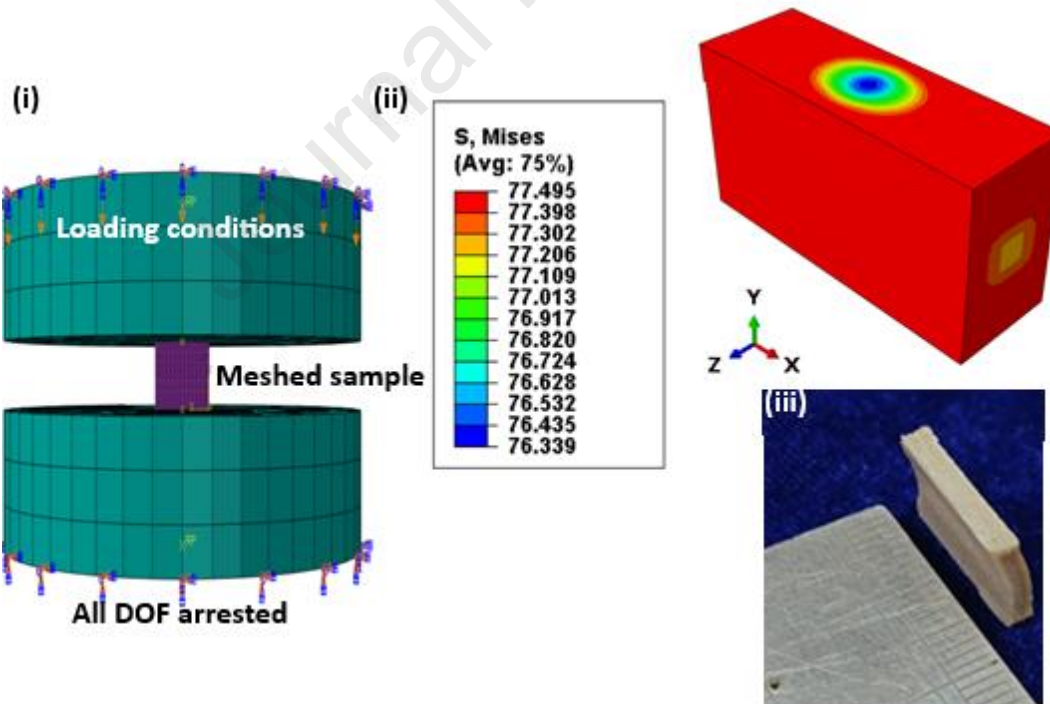 (i)
Loading conditions
Meshed sample
All DOF arrested
(ii)
S, Mises
(Avg: 75%)
77.495
77.398
77.302
77.206
77.109
77.013
76.917
76.820
76.724
76.628
76.532
76.435
76.339
Y
Z
X
(iii)